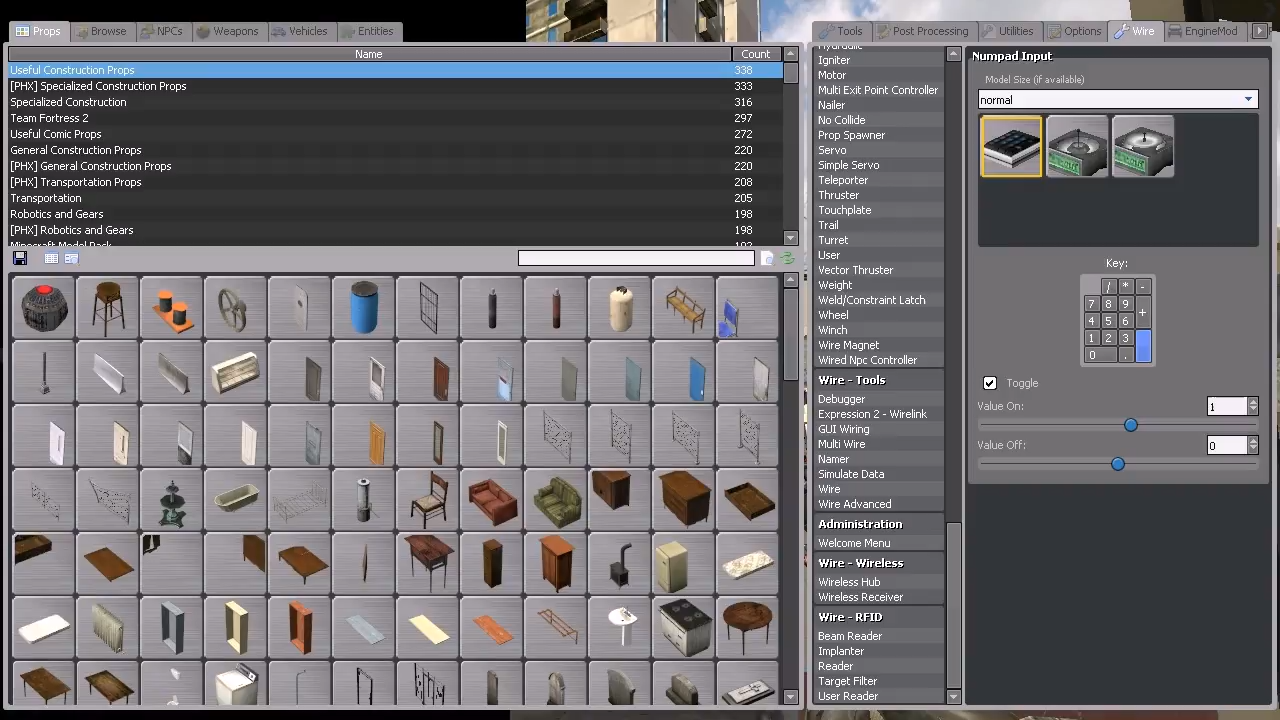 Props Browse NPCs Weapons Vehicles Entities
Name Count
Useful Construction Props 338
[PHX] Specialized Construction Props 333
Specialized Construction 316
Team Fortress 2 297
Useful Comic Props 272
General Construction Props 220
[PHX] General Construction Props 220
[PHX] Transportation Props 208
Transportation 205
Robotics and Gears 198
[PHX] Robotics and Gears 198
Minecraft Model Pack
Tools Post Processing Utilities Options Wire EngineMod
Hydraulic
Igniter
Motor
Multi Exit Point Controller
Nailer
No Collide
Prop Spawner
Servo
Simple Servo
Teleporter
Thruster
Touchplate
Trail
Turret
User
Vector Thruster
Weight
Weld/Constraint Latch
Wheel
Winch
Wire Magnet
Wired Npc Controller
Wire - Tools
Debugger
Expression 2 - Wirelink
GUI Wiring
Multi Wire
Namer
Simulate Data
Wire
Wire Advanced
Administration
Welcome Menu
Wire - Wireless
Wireless Hub
Wireless Receiver
Wire - RFID
Beam Reader
Implanter
Reader
Target Filter
User Reader
Numpad Input
Model Size (if available)
normal
Key:
/ * -
7 8 9 +
4 5 6
1 2 3
0 .
Toggle
Value On: 1
Value Off: 0